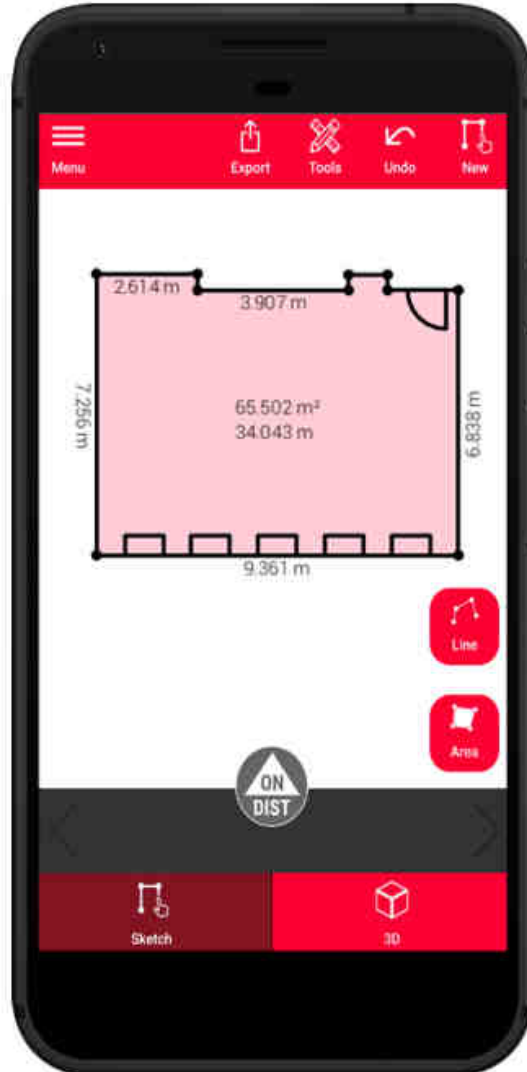 Menu
Export
Tools
Undo
New
2.614 m
3.907 m
7.256 m
65.502 m²
34.043 m
6.838 m
9.361 m
Line
Area
ON
DIST
Sketch
3D